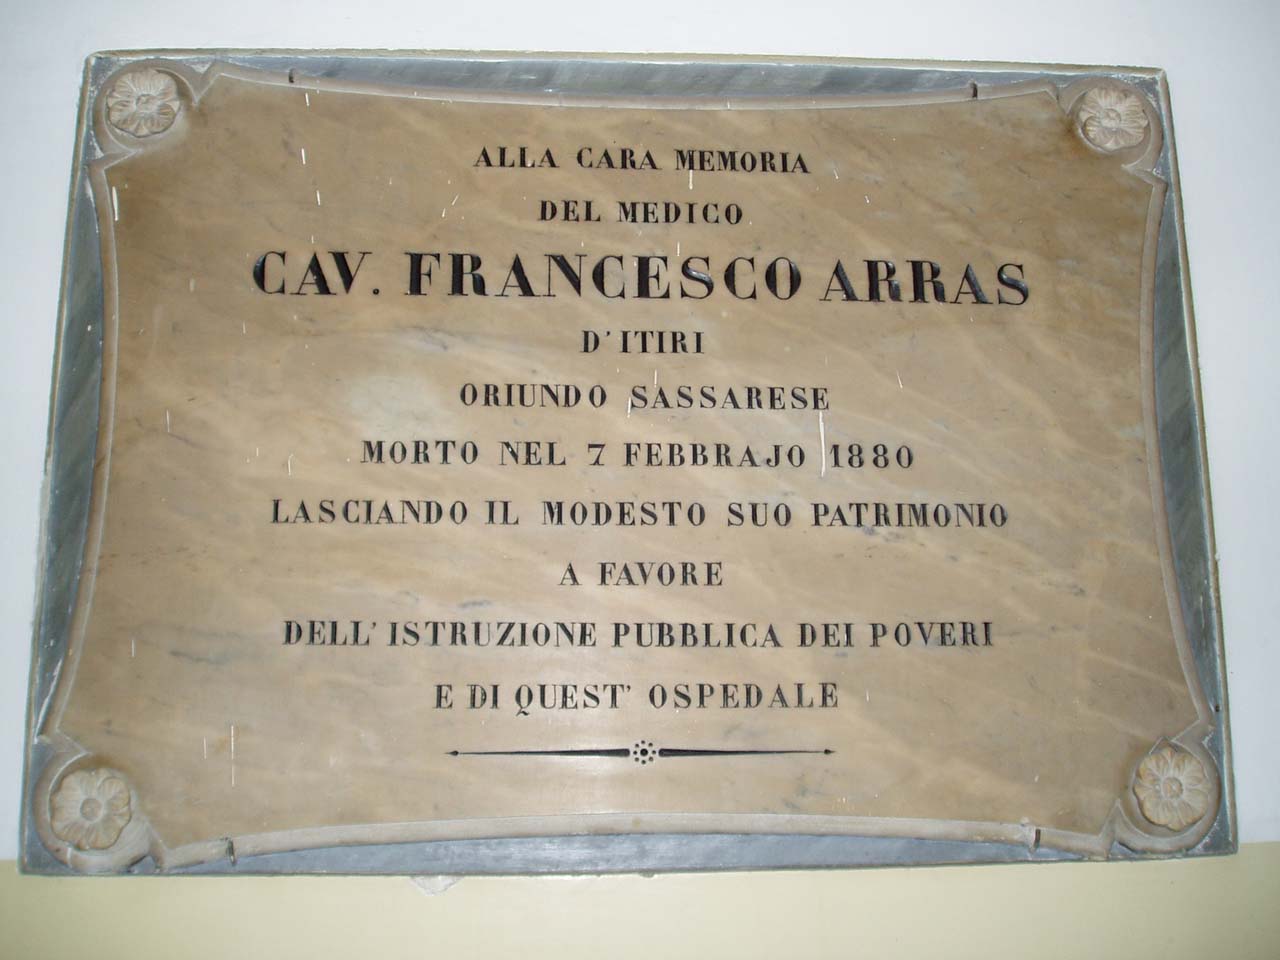 ALLA CARA MEMORIA
DEL MEDICO
CAV. FRANCESCO ARRAS
D'ITIRI
ORIUNDO SASSARESE
MORTO NEL 7 FEBBRAJO 1880
LASCIANDO IL MODESTO SUO PATRIMONIO
A FAVORE
DELL'ISTRUZIONE PUBBLICA DEI POVERI
E DI QUEST' OSPEDALE